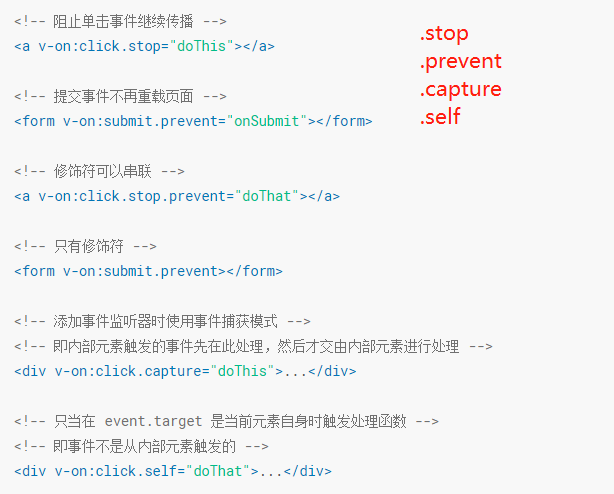 <!-- 阻止单击事件继续传播 -->
<a v-on:click.stop="doThis"></a>
<!-- 提交事件不再重载页面 -->
<form v-on:submit.prevent="onSubmit"></form>
<!-- 修饰符可以串联 -->
<a v-on:click.stop.prevent="doThat"></a>
<!-- 只有修饰符 -->
<form v-on:submit.prevent></form>
<!-- 添加事件监听器时使用事件捕获模式 -->
<!-- 即内部元素触发的事件先在此处理，然后才交由内部元素进行处理 -->
<div v-on:click.capture="doThis">...</div>
<!-- 只当在 event.target 是当前元素自身时触发处理函数 -->
<!-- 即事件不是从内部元素触发的 -->
<div v-on:click.self="doThat">...</div>
.stop
.prevent
.capture
.self